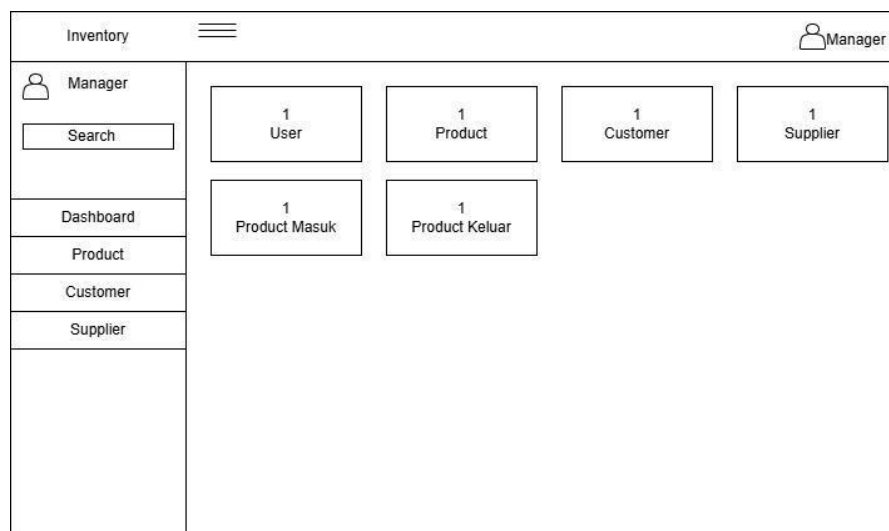 Inventory
Manager
Manager
Search
Dashboard
Product
Customer
Supplier
1
User
1
Product
1
Customer
1
Supplier
1
Product Masuk
1
Product Keluar